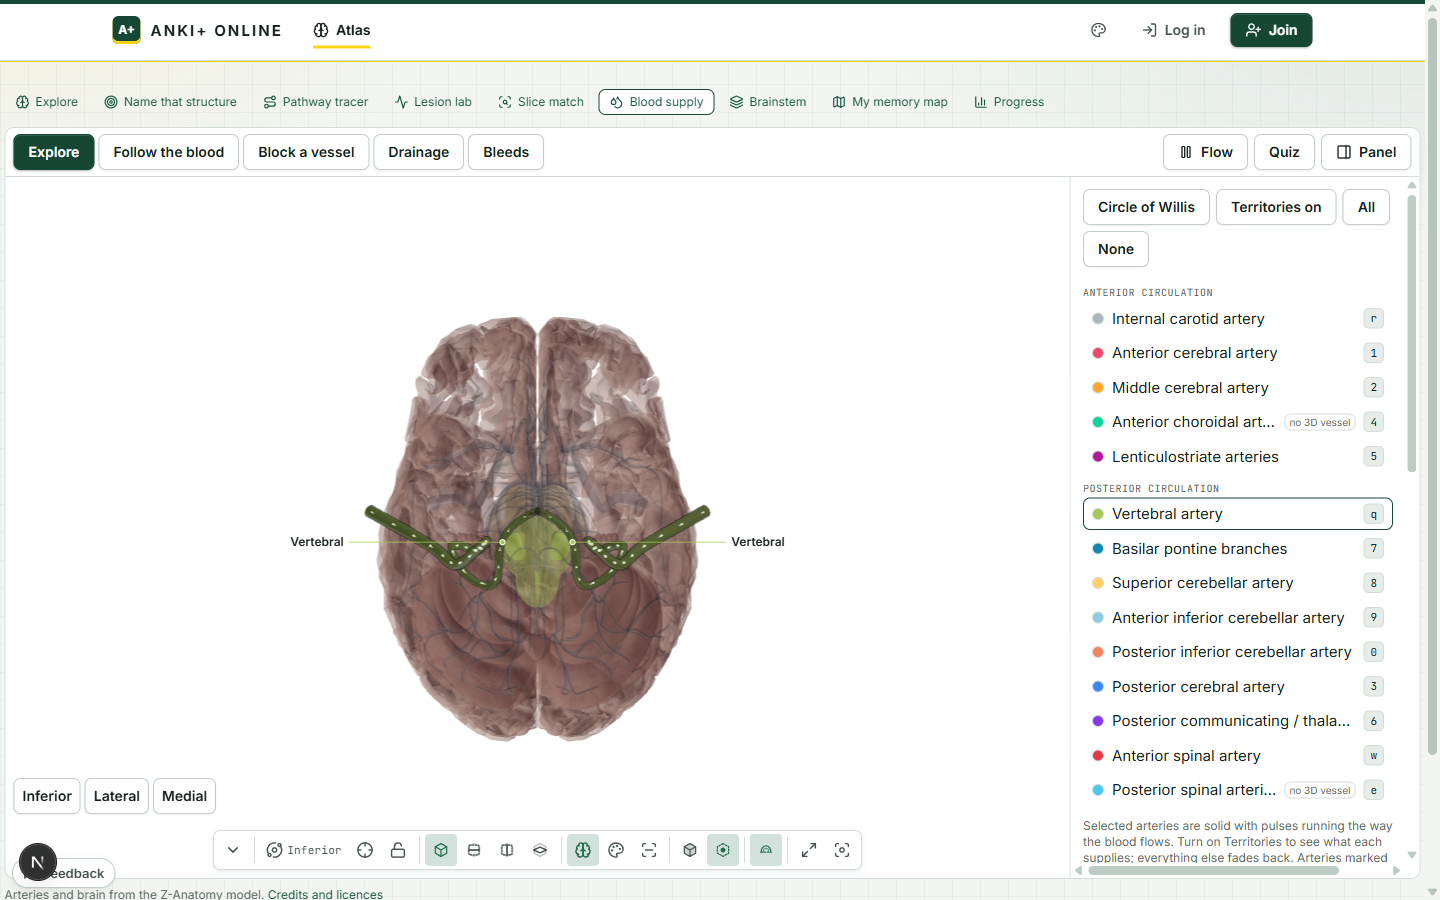 A+ ANKI+ ONLINE Atlas Log in Join
Explore Name that structure Pathway tracer Lesion lab Slice match Blood supply Brainstem My memory map Progress
Explore Follow the blood Block a vessel Drainage Bleeds Flow Quiz Panel
Circle of Willis Territories on All
None
ANTERIOR CIRCULATION
Internal carotid artery r
Anterior cerebral artery 1
Middle cerebral artery 2
Anterior choroidal art... no 3D vessel 4
Lenticulostriate arteries 5
POSTERIOR CIRCULATION
Vertebral artery q
Basilar pontine branches 7
Superior cerebellar artery 8
Anterior inferior cerebellar artery 9
Posterior inferior cerebellar artery 0
Posterior cerebral artery 3
Posterior communicating / thala... 6
Anterior spinal artery w
Posterior spinal arteri... no 3D vessel e
Selected arteries are solid with pulses running the way
the blood flows. Turn on Territories to see what each
supplies; everything else fades back. Arteries marked
Vertebral Vertebral
Inferior Lateral Medial
Inferior
N eedback
Arteries and brain from the Z-Anatomy model. Credits and licences